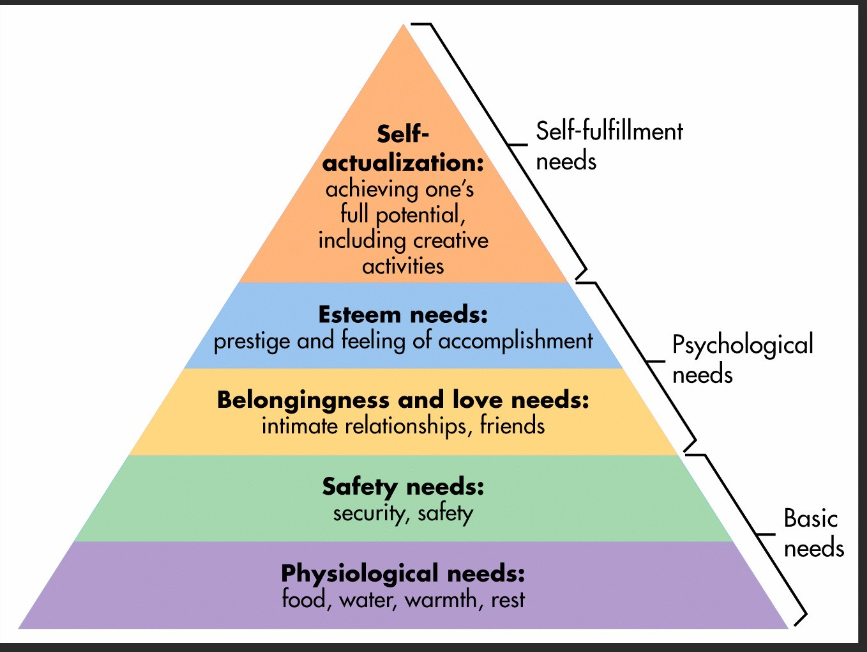 Self-
actualization:
achieving one's
full potential,
including creative
activities
Self-fulfillment
needs
Esteem needs:
prestige and feeling of accomplishment
Psychological
needs
Belongingness and love needs:
intimate relationships, friends
Safety needs:
security, safety
Basic
needs
Physiological needs:
food, water, warmth, rest